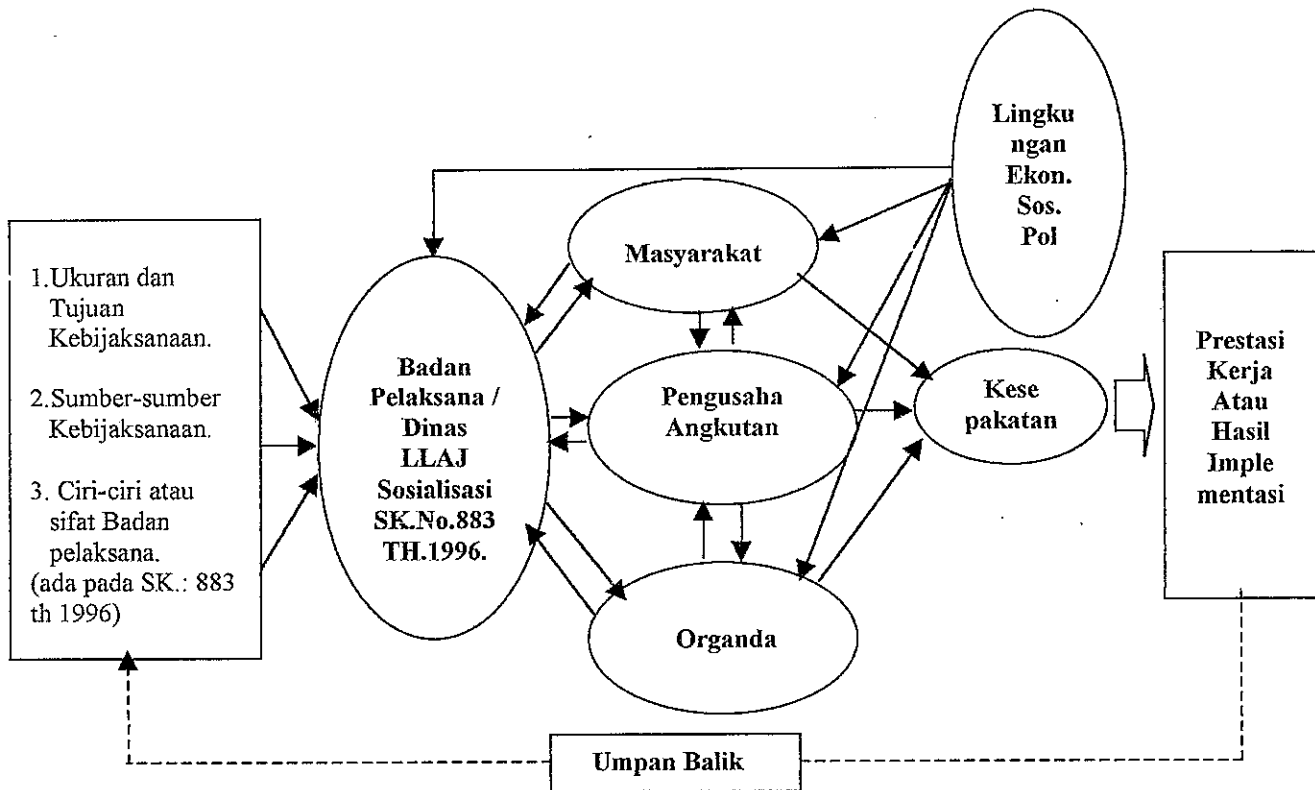 1.Ukuran dan
Tujuan
Kebijaksanaan.
2.Sumber-sumber
Kebijaksanaan.
3. Ciri-ciri atau
sifat Badan
pelaksana.
(ada pada SK.: 883
th 1996)
Badan
Pelaksana /
Dinas
LLAJ
Sosialisasi
SK.No.883
TH.1996.
Masyarakat
Pengusaha
Angkutan
Organda
Lingku
ngan
Ekon.
Sos.
Pol
Kese
pakatan
Prestasi
Kerja
Atau
Hasil
Imple
mentasi
Umpan Balik